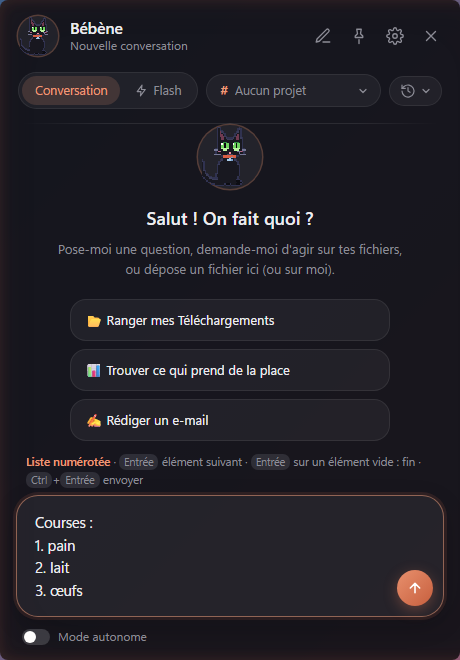 Bébène
Nouvelle conversation
Conversation
Flash
# Aucun projet
Salut ! On fait quoi ?
Pose-moi une question, demande-moi d'agir sur tes fichiers,
ou dépose un fichier ici (ou sur moi).
Ranger mes Téléchargements
Trouver ce qui prend de la place
Rédiger un e-mail
Liste numérotée · Entrée élément suivant · Entrée sur un élément vide : fin ·
Ctrl + Entrée envoyer
Courses :
1. pain
2. lait
3. œufs
Mode autonome